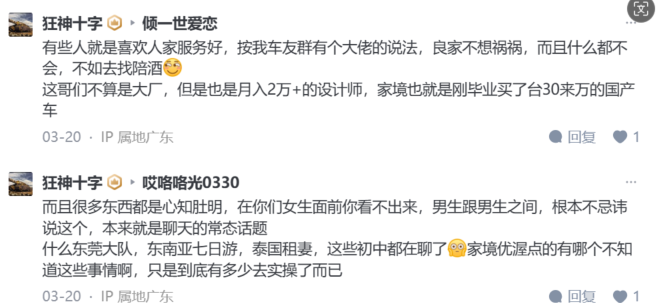 狂神十字 ▸ 倾一世爱恋
有些人就是喜欢人家服务好，按我车友群有个大佬的说法，良家不想祸祸，而且什么都不
会，不如去找陪酒🤔
这哥们不算是大厂，但是也是月入2万+的设计师，家境也就是刚毕业买了台30来万的国产
车
03-20 · IP 属地广东 回复 1
狂神十字 ▸ 哎咯咯光0330
而且很多东西都是心知肚明，在你们女生面前你看不出来，男生跟男生之间，根本不忌讳
说这个，本来就是聊天的常态话题
什么东莞大队，东南亚七日游，泰国租妻，这些初中都在聊了🫣家境优渥点的有哪个不知
道这些事情啊，只是到底有多少去实操了而已
03-20 · IP 属地广东 回复 1